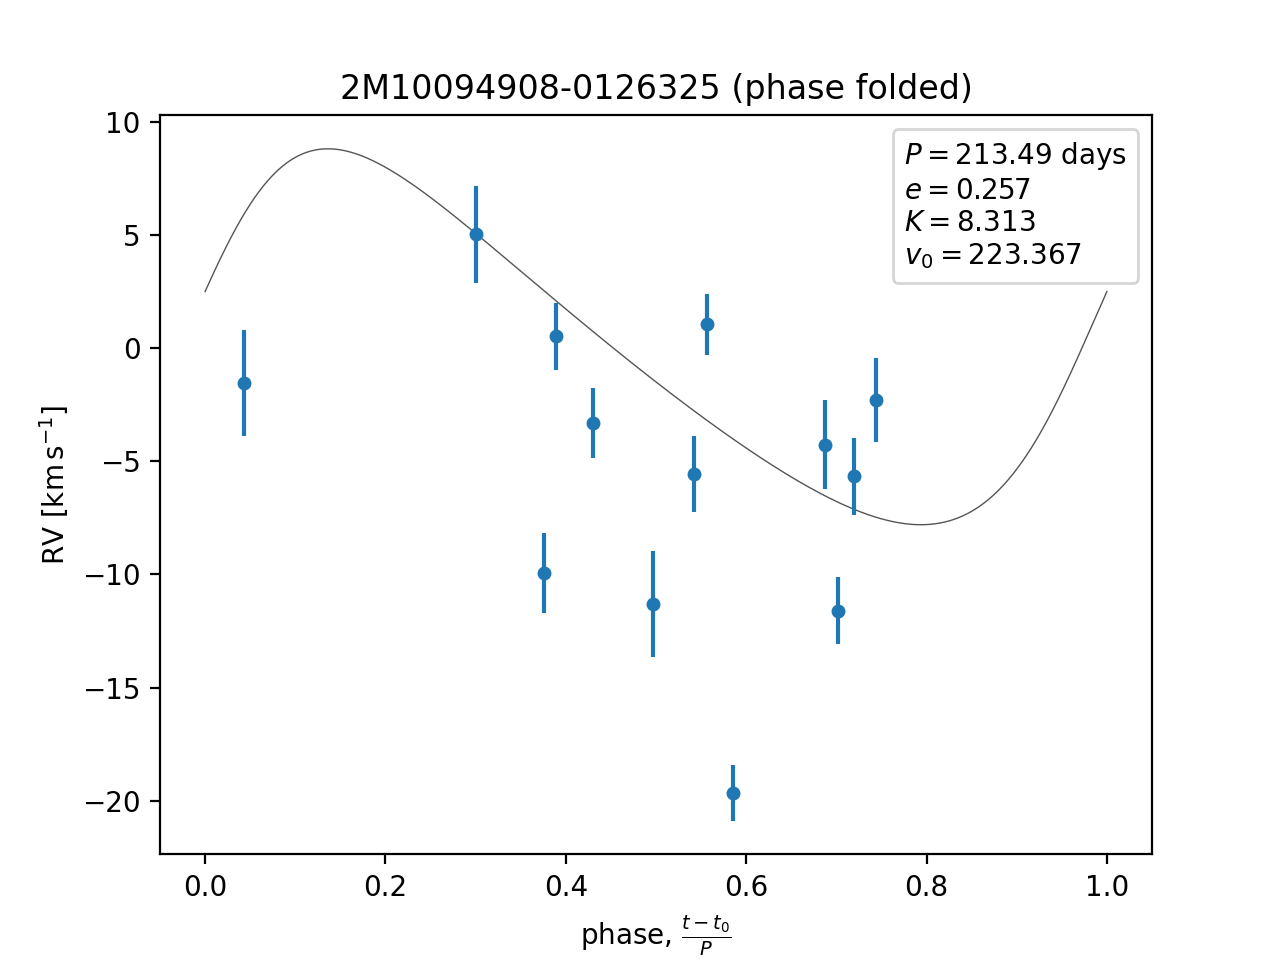 2M10094908-0126325 (phase folded)
P = 213.49 days
e = 0.257
K = 8.313
v₀ = 223.367
10
5
0
−5
−10
−15
−20
RV [km s⁻¹]
0.0 0.2 0.4 0.6 0.8 1.0
phase, (t − t₀)/P